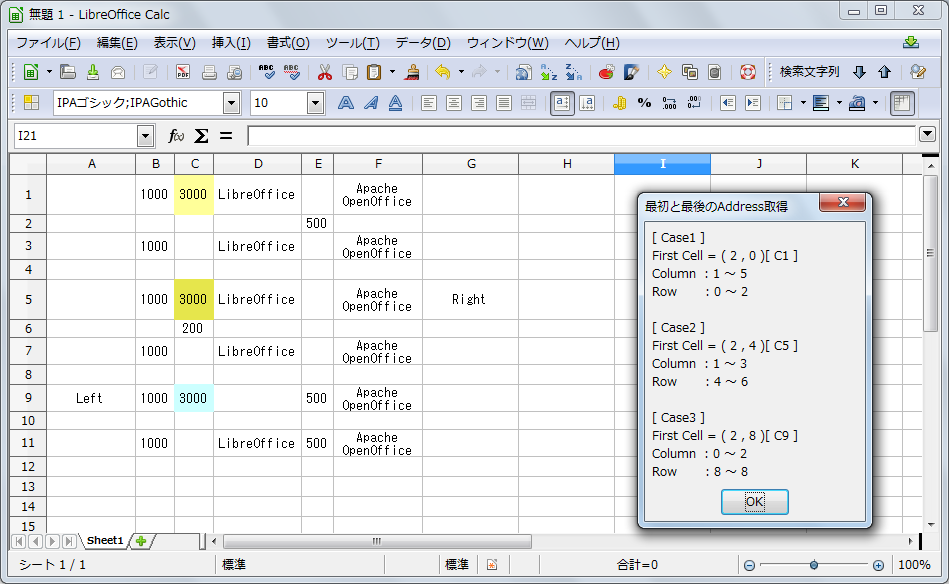 無題 1 - LibreOffice Calc
ファイル(F) 編集(E) 表示(V) 挿入(I) 書式(O) ツール(T) データ(D) ウィンドウ(W) ヘルプ(H)
検索文字列
IPAゴシック;IPAGothic 10
I21
A B C D E F G H I J K
1 1000 3000 LibreOffice Apache OpenOffice
2 500
3 1000 LibreOffice Apache OpenOffice
4
5 1000 3000 LibreOffice Apache OpenOffice Right
6 200
7 1000 LibreOffice Apache OpenOffice
8
9 Left 1000 3000 500 Apache OpenOffice
10
11 1000 LibreOffice 500 Apache OpenOffice
12
13
14
15
最初と最後のAddress取得
[ Case1 ]
First Cell = ( 2 , 0 )[ C1 ]
Column : 1 ～ 5
Row : 0 ～ 2
[ Case2 ]
First Cell = ( 2 , 4 )[ C5 ]
Column : 1 ～ 3
Row : 4 ～ 6
[ Case3 ]
First Cell = ( 2 , 8 )[ C9 ]
Column : 0 ～ 2
Row : 8 ～ 8
OK
Sheet1
シート 1 / 1 標準 標準 合計=0 100%